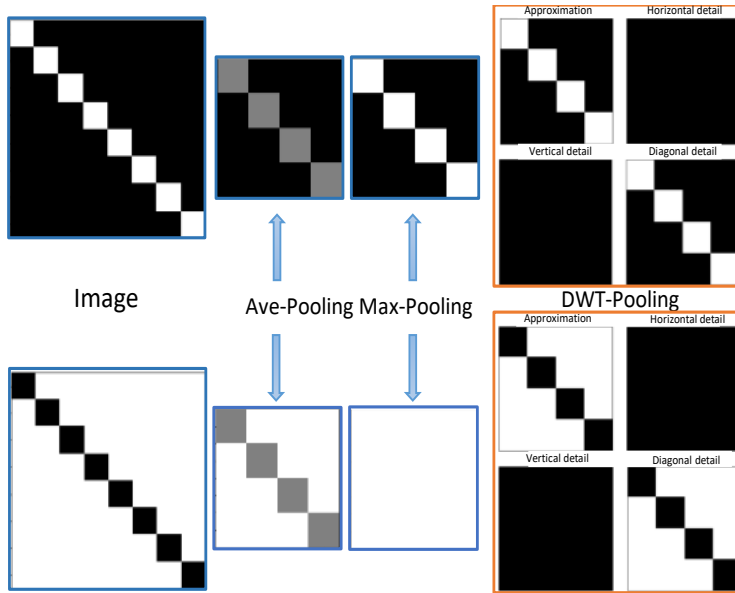 Approximation
Horizontal detail
Vertical detail
Diagonal detail
Image
Ave-Pooling
Max-Pooling
DWT-Pooling
Approximation
Horizontal detail
Vertical detail
Diagonal detail